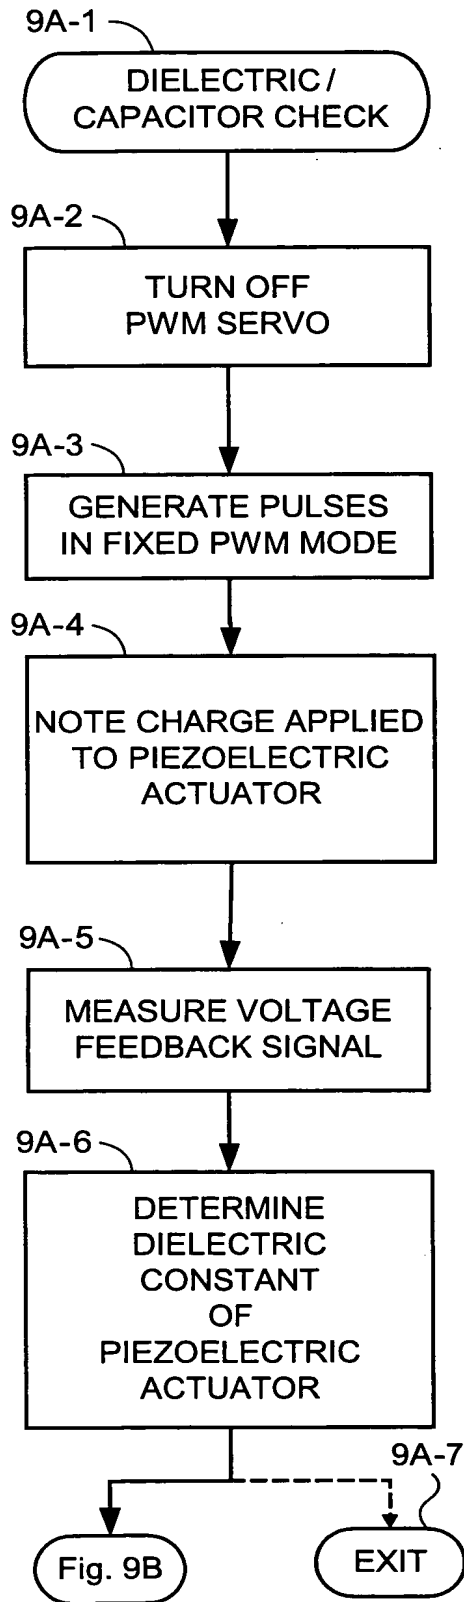 9A-1
DIELECTRIC /
CAPACITOR CHECK
9A-2
TURN OFF
PWM SERVO
9A-3
GENERATE PULSES
IN FIXED PWM MODE
9A-4
NOTE CHARGE APPLIED
TO PIEZOELECTRIC
ACTUATOR
9A-5
MEASURE VOLTAGE
FEEDBACK SIGNAL
9A-6
DETERMINE
DIELECTRIC
CONSTANT
OF
PIEZOELECTRIC
ACTUATOR
9A-7
Fig. 9B
EXIT